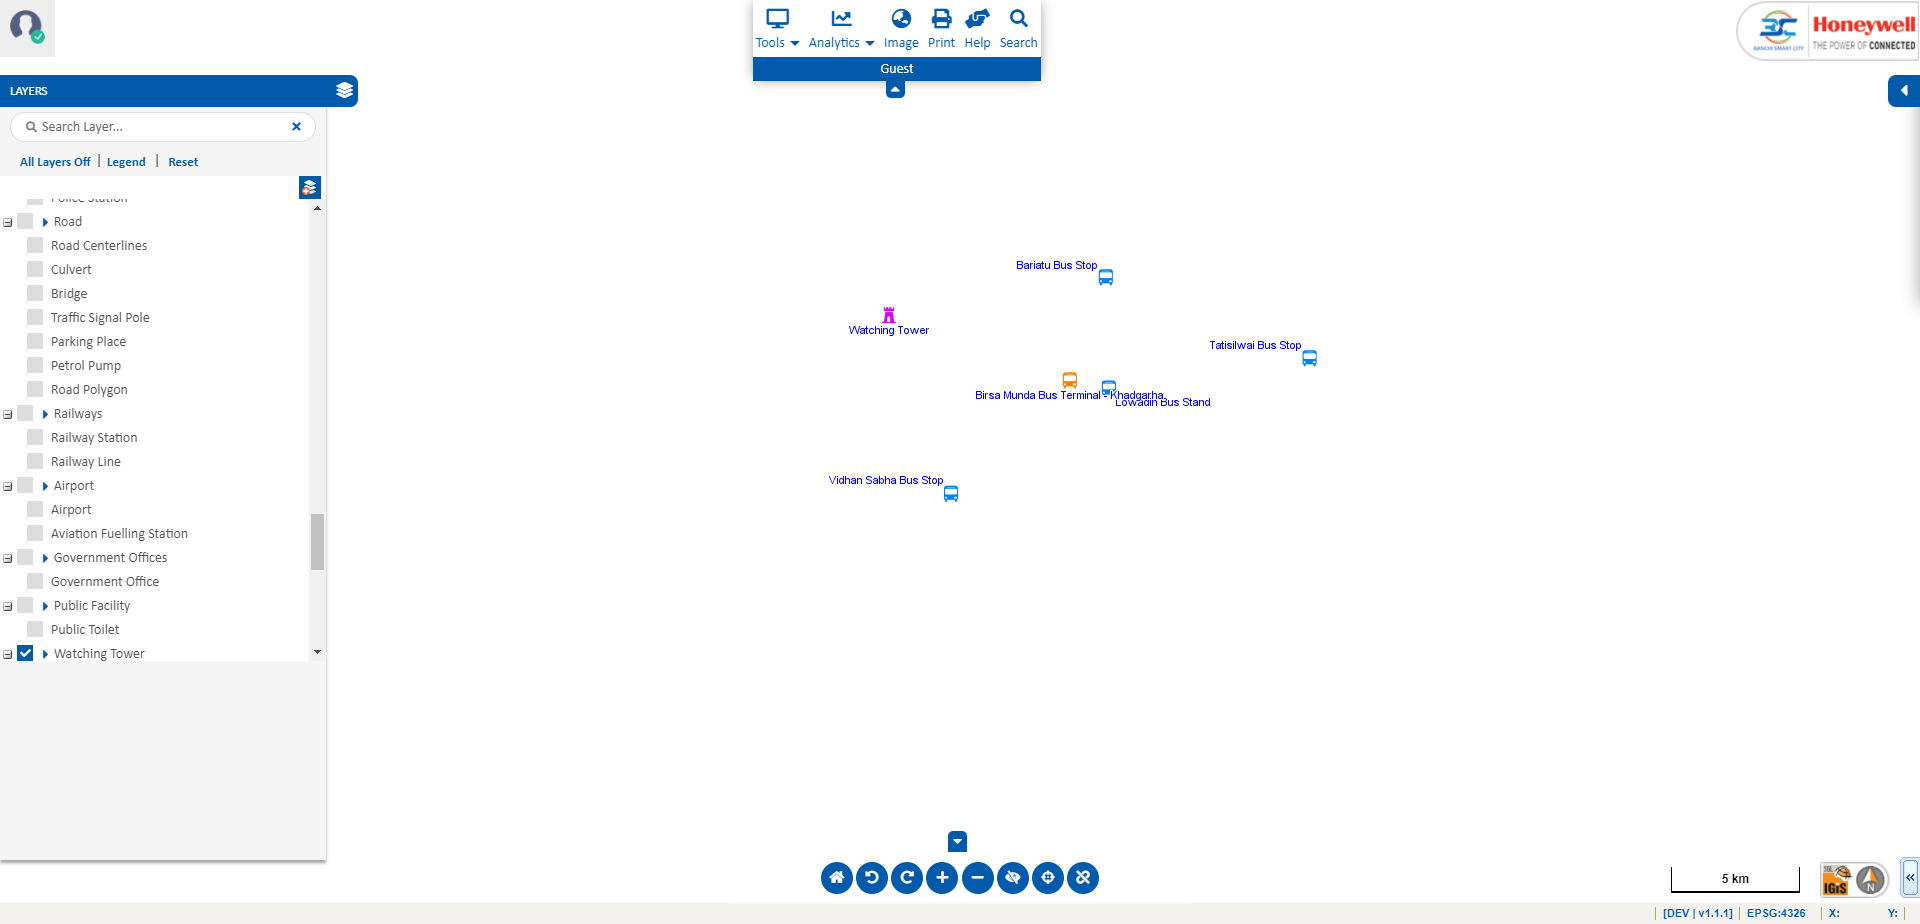 Tools
Analytics
Image
Print
Help
Search
Guest
RANCHI SMART CITY
Honeywell
THE POWER OF CONNECTED
LAYERS
Search Layer...
All Layers Off | Legend | Reset
Police Station
Road
Road Centerlines
Culvert
Bridge
Traffic Signal Pole
Parking Place
Petrol Pump
Road Polygon
Railways
Railway Station
Railway Line
Airport
Airport
Aviation Fuelling Station
Government Offices
Government Office
Public Facility
Public Toilet
Watching Tower
Bariatu Bus Stop
Watching Tower
Tatisilwai Bus Stop
Birsa Munda Bus Terminal - Khadgarha
Lowadih Bus Stand
Vidhan Sabha Bus Stop
5 km
IGiS
N
[DEV | v1.1.1]
EPSG:4326
X:
Y: